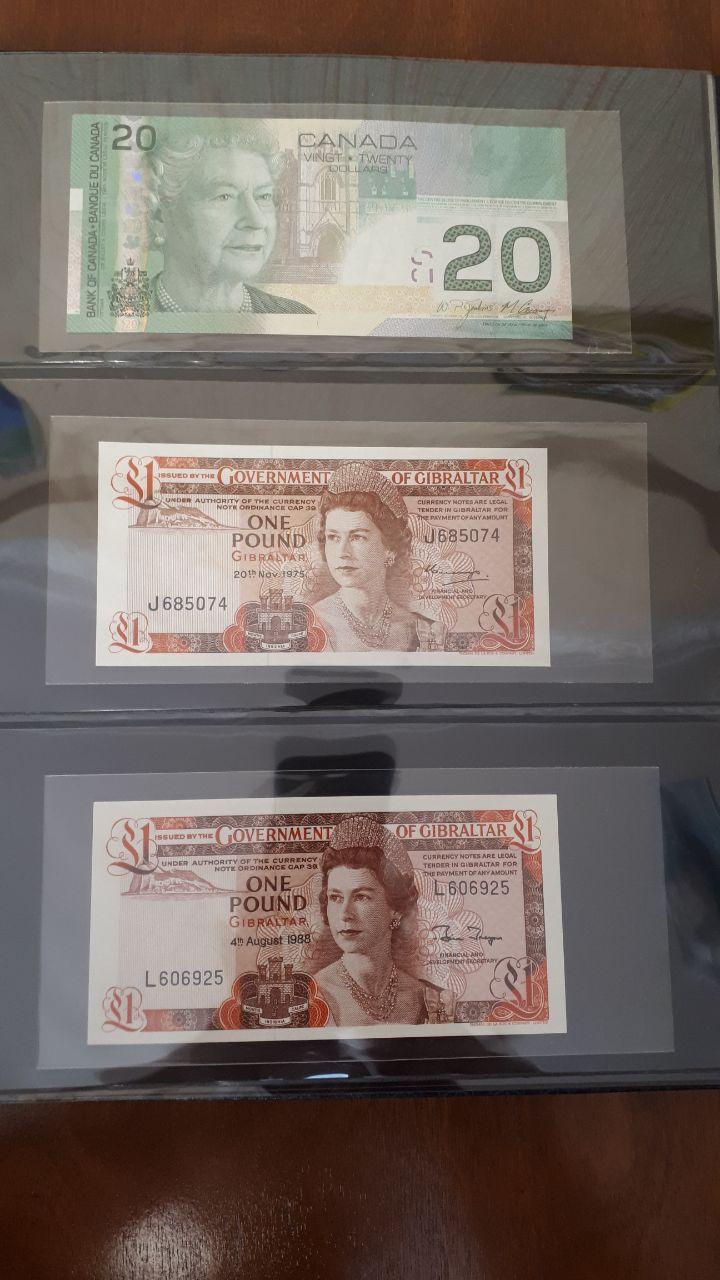 BANK OF CANADA • BANQUE DU CANADA
20
CANADA
VINGT • TWENTY
DOLLARS
20
£1
ISSUED BY THE GOVERNMENT OF GIBRALTAR
£1
UNDER AUTHORITY OF THE CURRENCY
NOTE ORDINANCE CAP 39
CURRENCY NOTES ARE LEGAL
TENDER IN GIBRALTAR FOR
THE PAYMENT OF ANY AMOUNT
ONE
POUND
GIBRALTAR
20th Nov. 1975
J685074
J685074
FINANCIAL AND
DEVELOPMENT SECRETARY
£1
£1
£1
ISSUED BY THE GOVERNMENT OF GIBRALTAR
£1
UNDER AUTHORITY OF THE CURRENCY
NOTE ORDINANCE CAP 39
CURRENCY NOTES ARE LEGAL
TENDER IN GIBRALTAR FOR
THE PAYMENT OF ANY AMOUNT
ONE
POUND
GIBRALTAR
4th August 1988
L606925
L606925
FINANCIAL AND
DEVELOPMENT SECRETARY
£1
£1